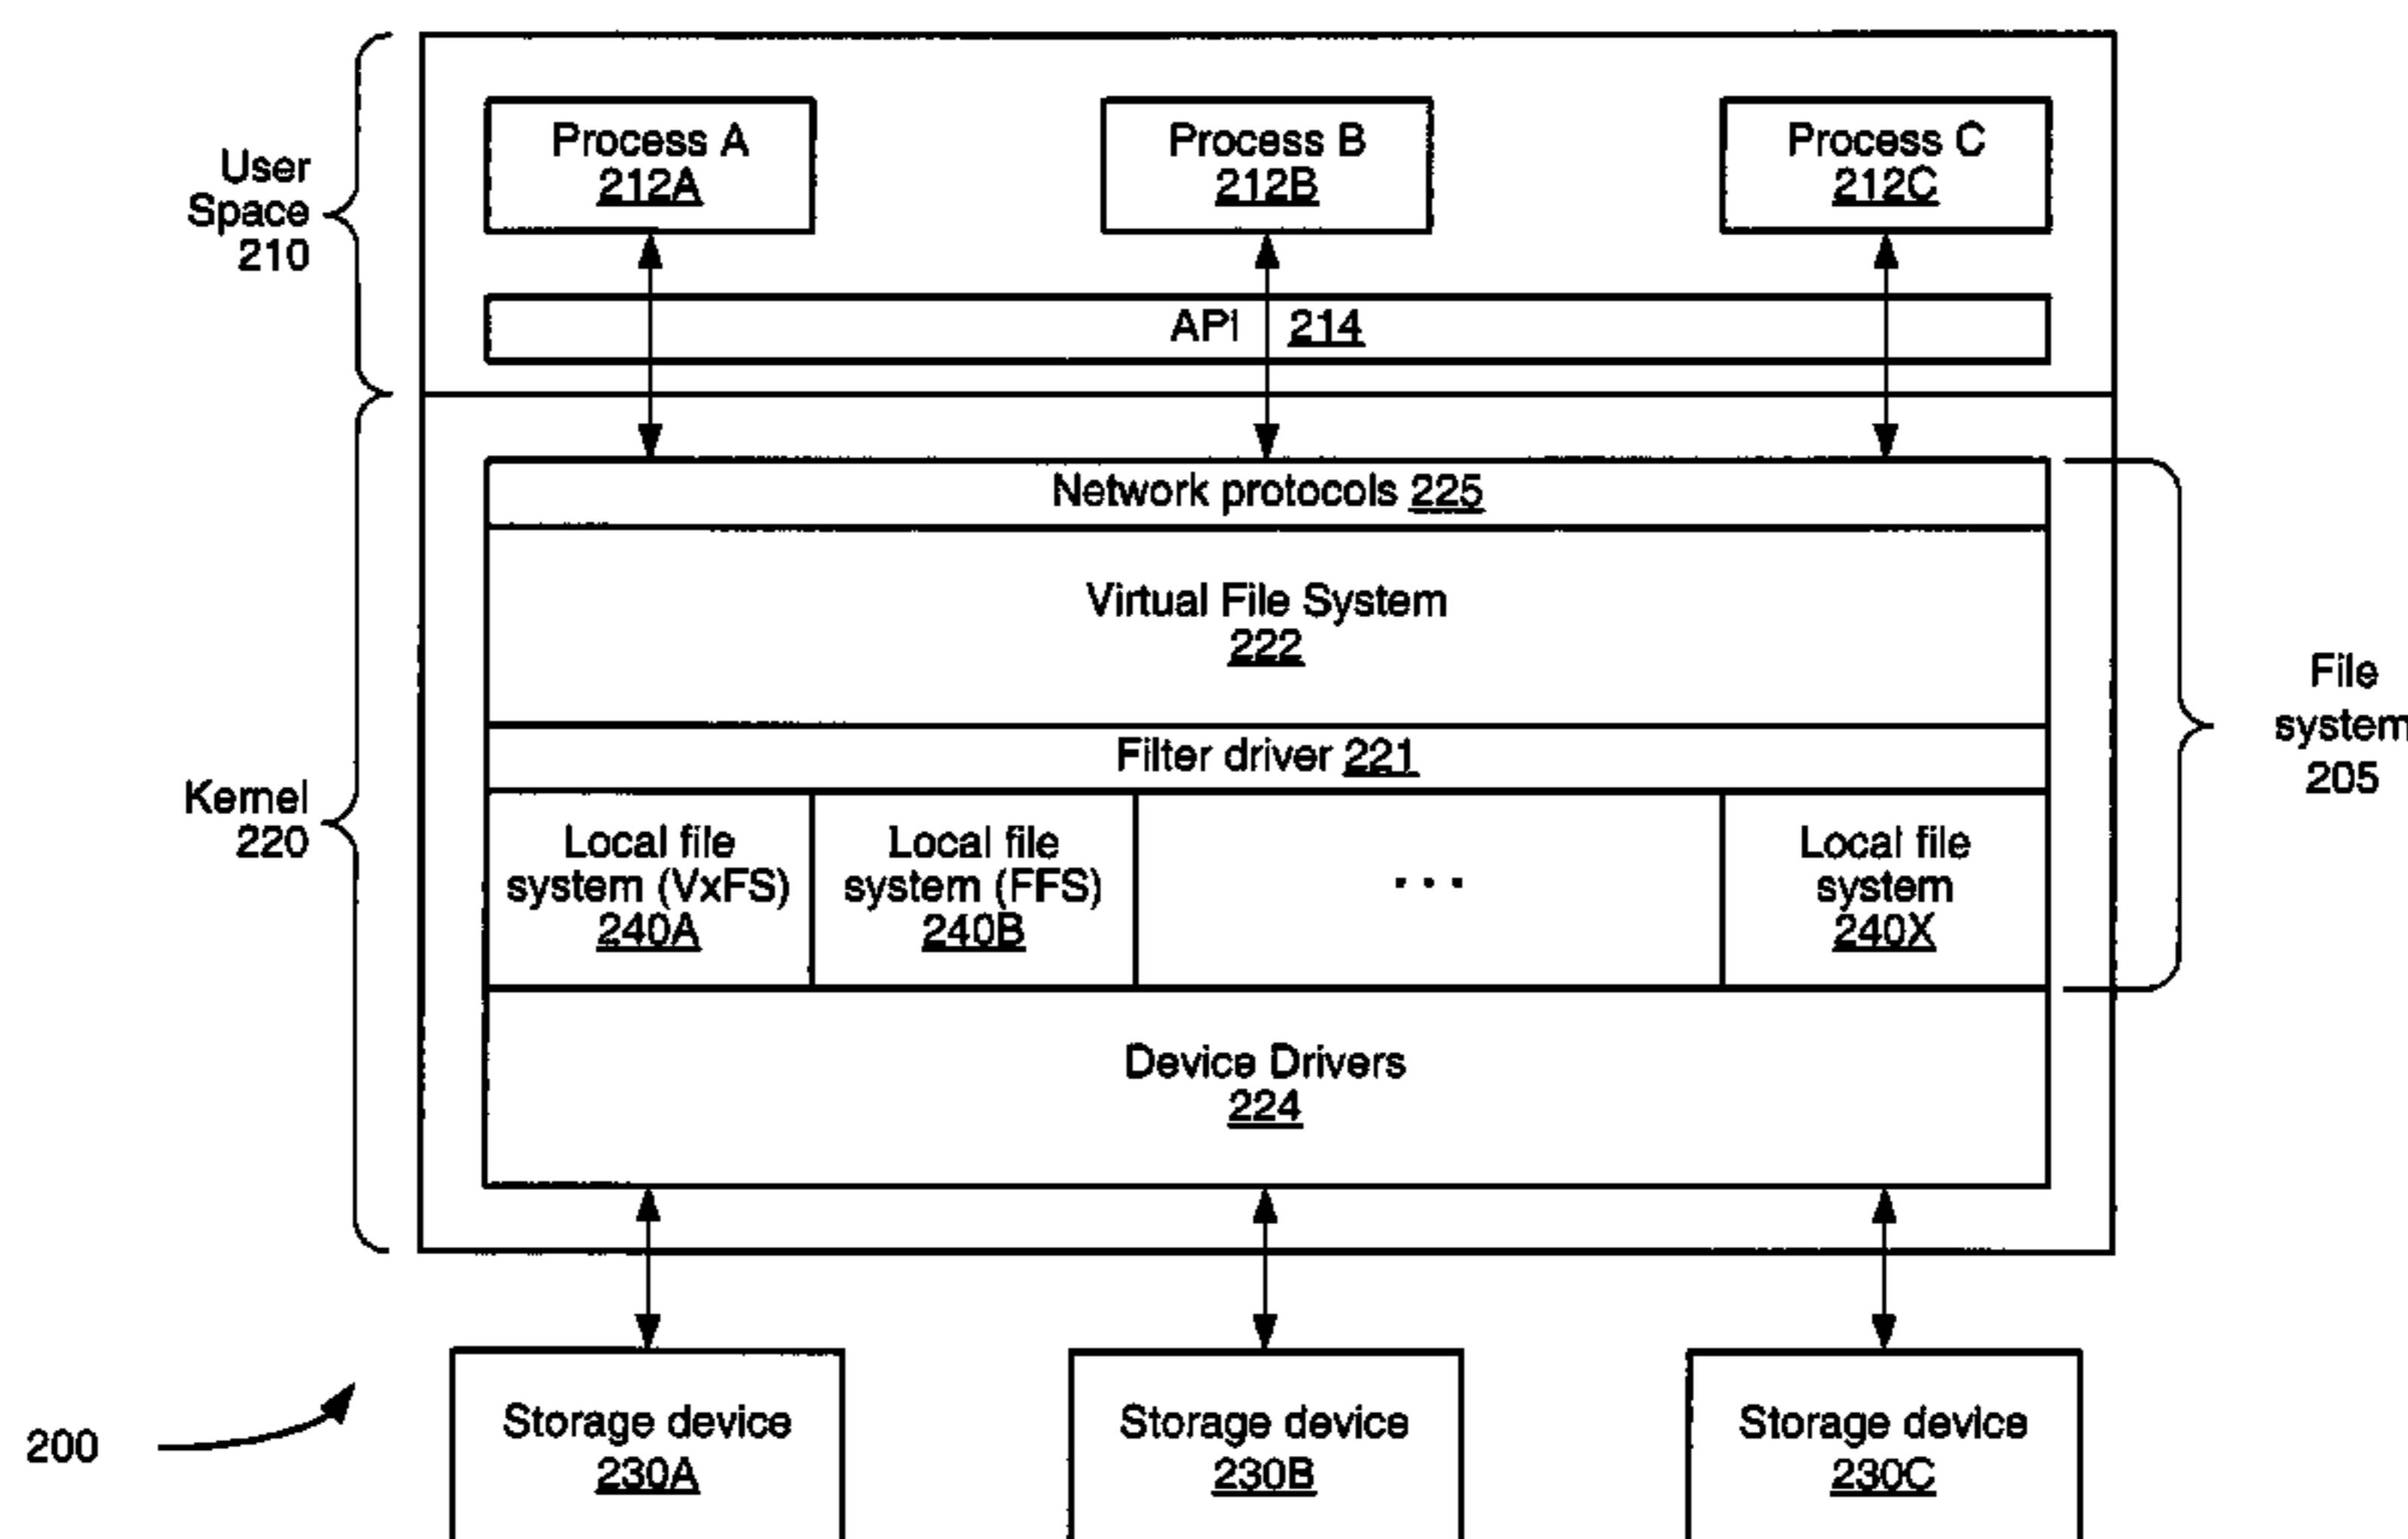 Process A
212A
Process B
212B
Process C
212C
User
Space
210
API 214
Network protocols 225
Virtual File System
222
File
system
205
Filter driver 221
Kernel
220
Local file
system (VxFS)
240A
Local file
system (FFS)
240B
...
Local file
system
240X
Device Drivers
224
200
Storage device
230A
Storage device
230B
Storage device
230C